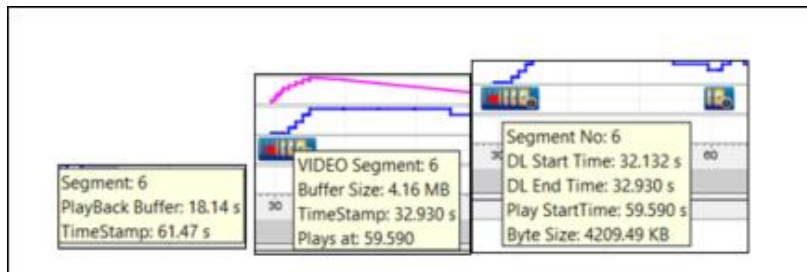 Segment: 6
PlayBack Buffer: 18.14 s
TimeStamp: 61.47 s
30
VIDEO Segment: 6
Buffer Size: 4.16 MB
TimeStamp: 32.930 s
Plays at: 59.590
30
60
Segment No: 6
DL Start Time: 32.132 s
DL End Time: 32.930 s
Play StartTime: 59.590 s
Byte Size: 4209.49 KB